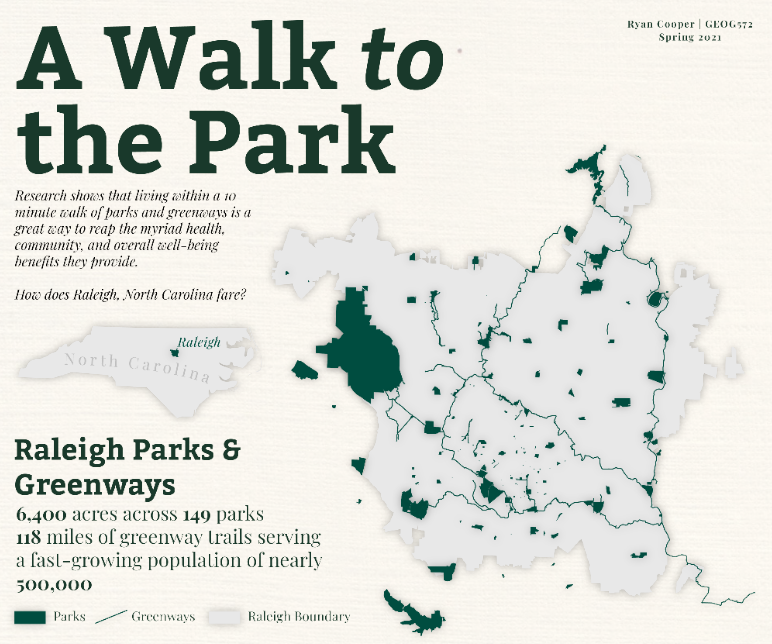 Ryan Cooper | GEOG572
Spring 2021
A Walk to
the Park
Research shows that living within a 10
minute walk of parks and greenways is a
great way to reap the myriad health,
community, and overall well-being
benefits they provide.
How does Raleigh, North Carolina fare?
Raleigh
North Carolina
Raleigh Parks &
Greenways
6,400 acres across 149 parks
118 miles of greenway trails serving
a fast-growing population of nearly
500,000
Parks
Greenways
Raleigh Boundary